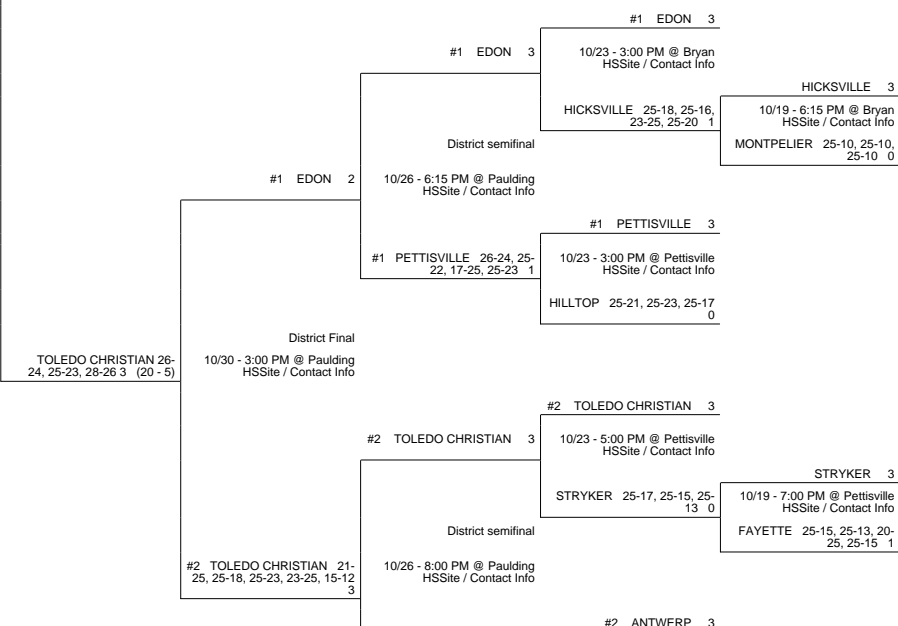 #1 EDON 3
#1 EDON 3
10/23 - 3:00 PM @ Bryan
HSSite / Contact Info
HICKSVILLE 3
HICKSVILLE 25-18, 25-16,
23-25, 25-20 1
10/19 - 6:15 PM @ Bryan
HSSite / Contact Info
MONTPELIER 25-10, 25-10,
25-10 0
District semifinal
#1 EDON 2
10/26 - 6:15 PM @ Paulding
HSSite / Contact Info
#1 PETTISVILLE 3
#1 PETTISVILLE 26-24, 25-
22, 17-25, 25-23 1
10/23 - 3:00 PM @ Pettisville
HSSite / Contact Info
HILLTOP 25-21, 25-23, 25-17
0
District Final
TOLEDO CHRISTIAN 26-
24, 25-23, 28-26 3 (20 - 5)
10/30 - 3:00 PM @ Paulding
HSSite / Contact Info
#2 TOLEDO CHRISTIAN 3
#2 TOLEDO CHRISTIAN 3
10/23 - 5:00 PM @ Pettisville
HSSite / Contact Info
STRYKER 3
STRYKER 25-17, 25-15, 25-
13 0
10/19 - 7:00 PM @ Pettisville
HSSite / Contact Info
FAYETTE 25-15, 25-13, 20-
25, 25-15 1
District semifinal
#2 TOLEDO CHRISTIAN 21-
25, 25-18, 25-23, 23-25, 15-12
3
10/26 - 8:00 PM @ Paulding
HSSite / Contact Info
#2 ANTWERP 3